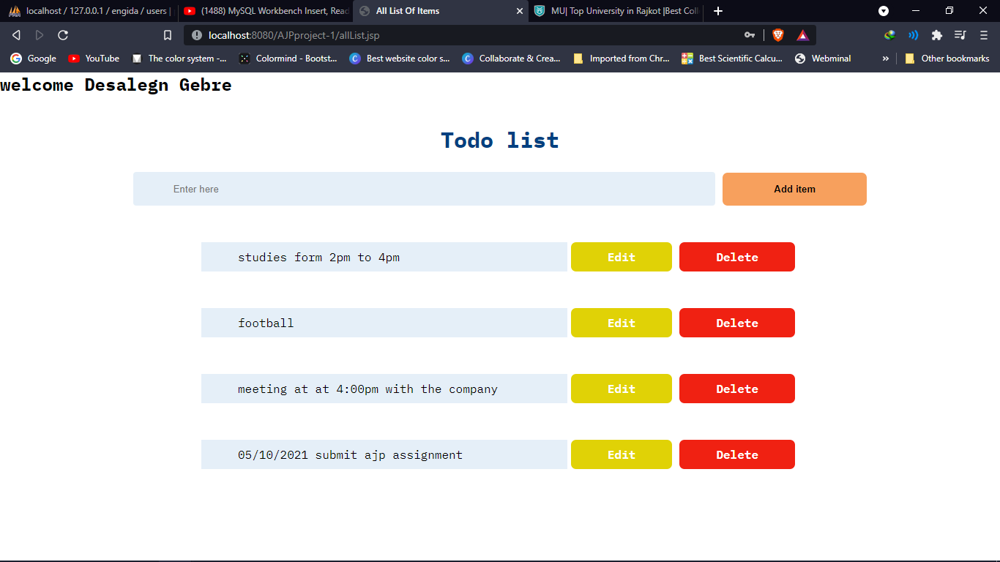 localhost / 127.0.0.1 / engida / users |
(1488) MySQL Workbench Insert, Read
All List Of Items
MU| Top University in Rajkot |Best Coll
localhost:8080/AJPproject-1/allList.jsp
Google
YouTube
The color system -...
Colormind - Bootst...
Best website color s...
Collaborate & Crea...
Imported from Chr...
Best Scientific Calcu...
Webminal
»
Other bookmarks
welcome Desalegn Gebre
Todo list
Enter here
Add item
studies form 2pm to 4pm
Edit
Delete
football
Edit
Delete
meeting at at 4:00pm with the company
Edit
Delete
05/10/2021 submit ajp assignment
Edit
Delete